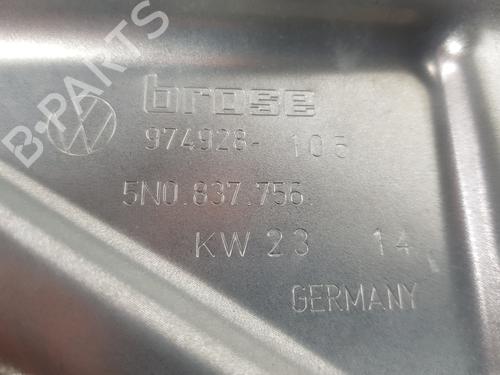 B-PARTS
brose
974928- 105
5N0.837.756.
KW 23 14
GERMANY